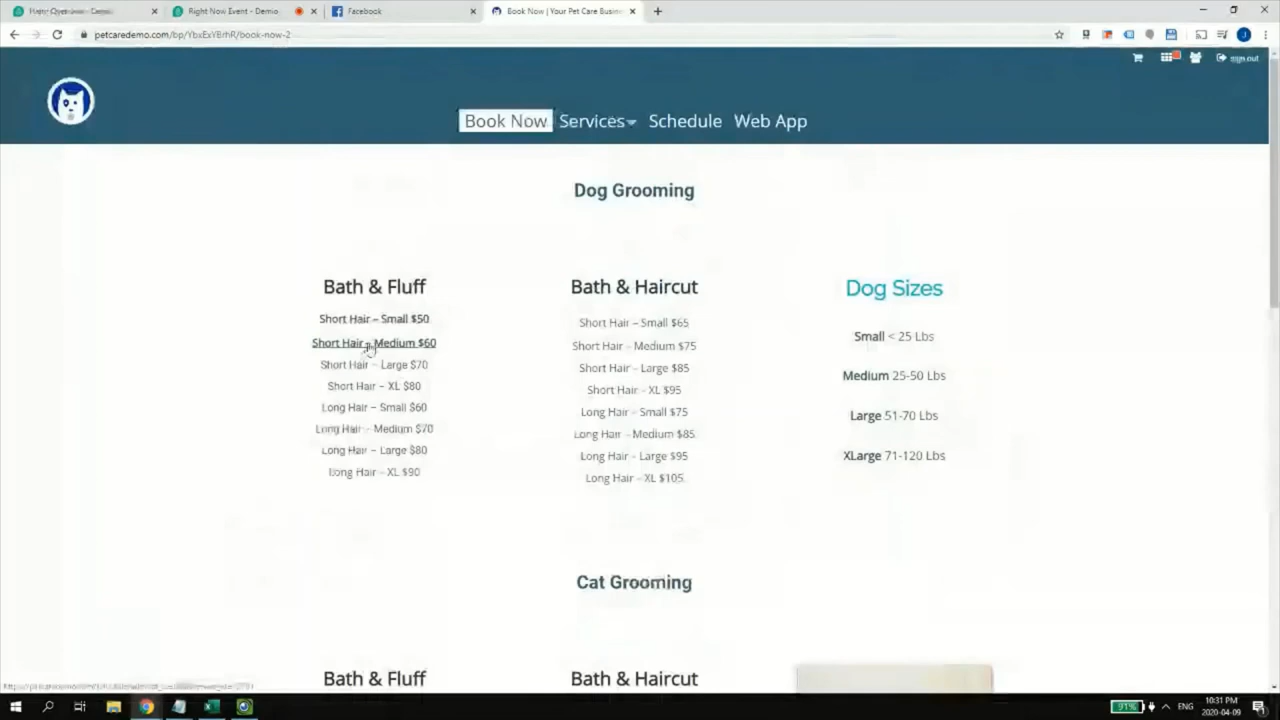 Right Now Event - Demio
Facebook
Book Now | Your Pet Care Busin
petcaredemo.com/bp/YbxExYBrhR/book-now-2
sign out
Book Now Services Schedule Web App
Dog Grooming
Bath & Fluff
Short Hair – Small $50
Short Hair – Medium $60
Short Hair – Large $70
Short Hair – XL $80
Long Hair – Small $60
Long Hair – Medium $70
Long Hair – Large $80
Long Hair – XL $90
Bath & Haircut
Short Hair – Small $65
Short Hair – Medium $75
Short Hair – Large $85
Short Hair – XL $95
Long Hair – Small $75
Long Hair – Medium $85
Long Hair – Large $95
Long Hair – XL $105
Dog Sizes
Small < 25 Lbs
Medium 25-50 Lbs
Large 51-70 Lbs
XLarge 71-120 Lbs
Cat Grooming
Bath & Fluff
Bath & Haircut
91%
ENG
10:31 PM
2020-04-09